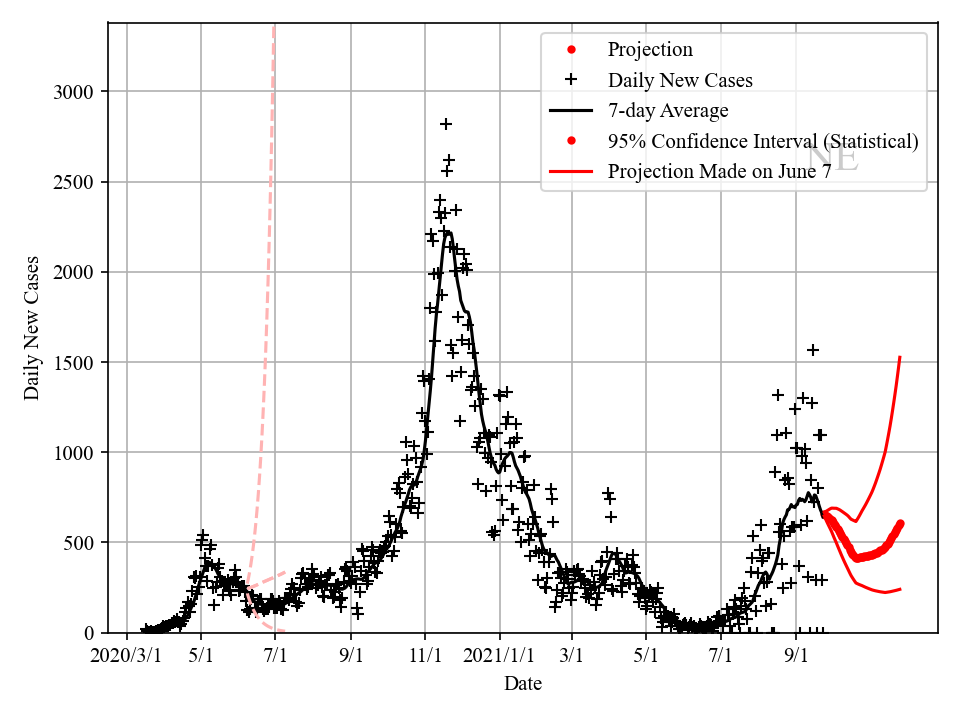 Projection
Daily New Cases
7-day Average
95% Confidence Interval (Statistical)
NE
Projection Made on June 7
3000
2500
2000
1500
1000
500
0
Daily New Cases
2020/3/1 5/1 7/1 9/1 11/1 2021/1/1 3/1 5/1 7/1 9/1
Date